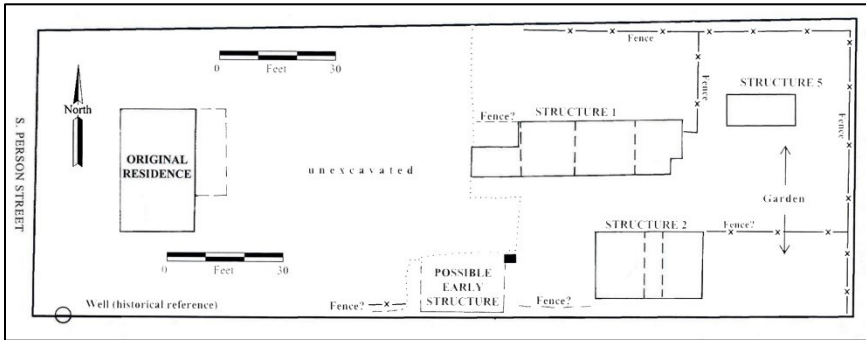 Fence
0 Feet 30
North
Fence
STRUCTURE 5
Fence? STRUCTURE 1
Fence
ORIGINAL
RESIDENCE
unexcavated
S. PERSON STREET
Garden
STRUCTURE 2 Fence?
0 Feet 30
POSSIBLE
EARLY
STRUCTURE
Well (historical reference)
Fence?
Fence?